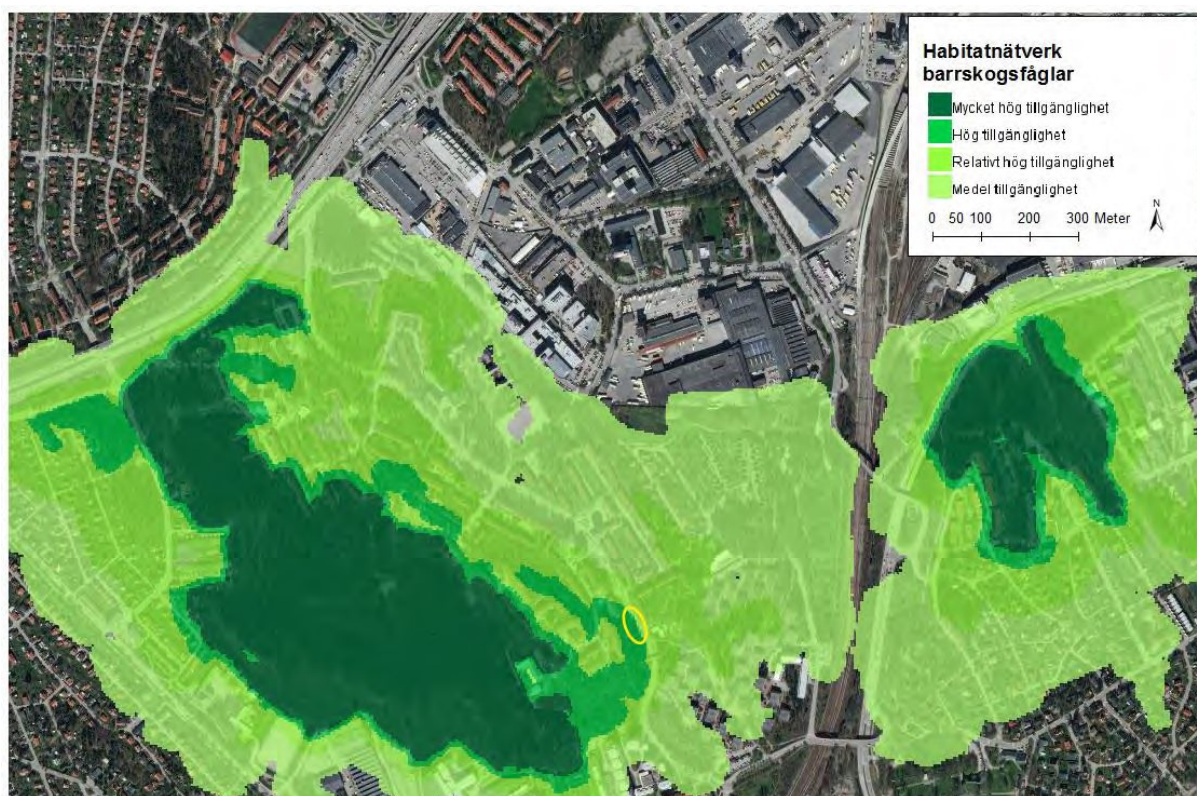 Habitatnätverk
barrskogsfåglar
Mycket hög tillgänglighet
Hög tillgänglighet
Relativt hög tillgänglighet
Medel tillgänglighet
0 50 100 200 300 Meter
N